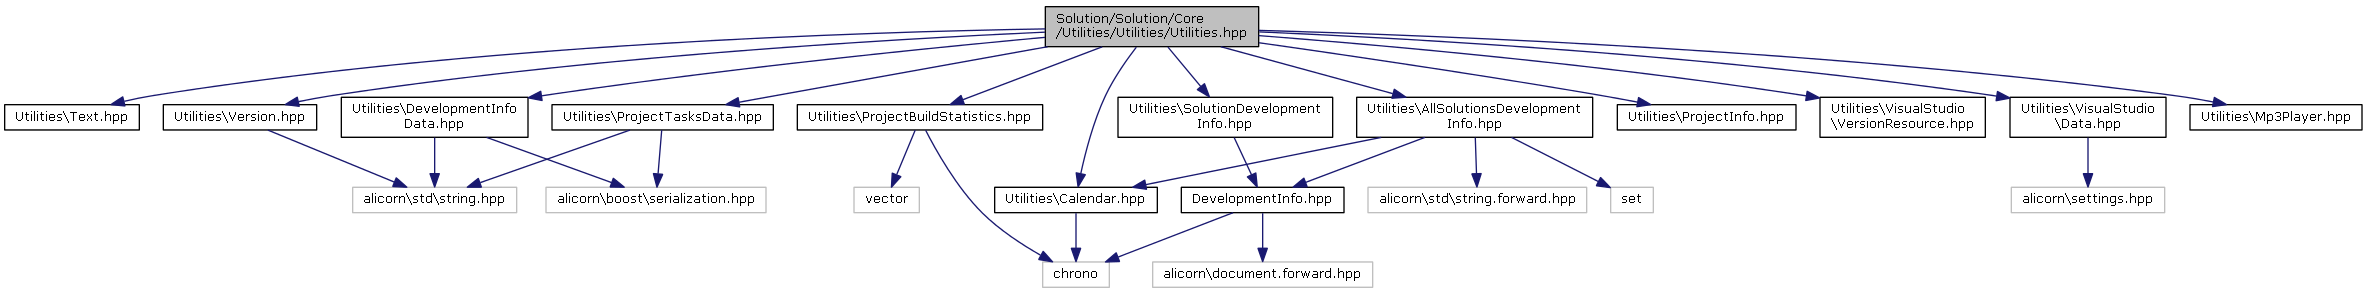 Solution/Solution/Core
/Utilities/Utilities/Utilities.hpp
Utilities\Text.hpp
Utilities\Version.hpp
Utilities\DevelopmentInfo
Data.hpp
Utilities\ProjectTasksData.hpp
Utilities\ProjectBuildStatistics.hpp
Utilities\SolutionDevelopment
Info.hpp
Utilities\AllSolutionsDevelopment
Info.hpp
Utilities\ProjectInfo.hpp
Utilities\VisualStudio
\VersionResource.hpp
Utilities\VisualStudio
\Data.hpp
Utilities\Mp3Player.hpp
alicorn\std\string.hpp
alicorn\boost\serialization.hpp
vector
Utilities\Calendar.hpp
DevelopmentInfo.hpp
alicorn\std\string.forward.hpp
set
alicorn\settings.hpp
chrono
alicorn\document.forward.hpp